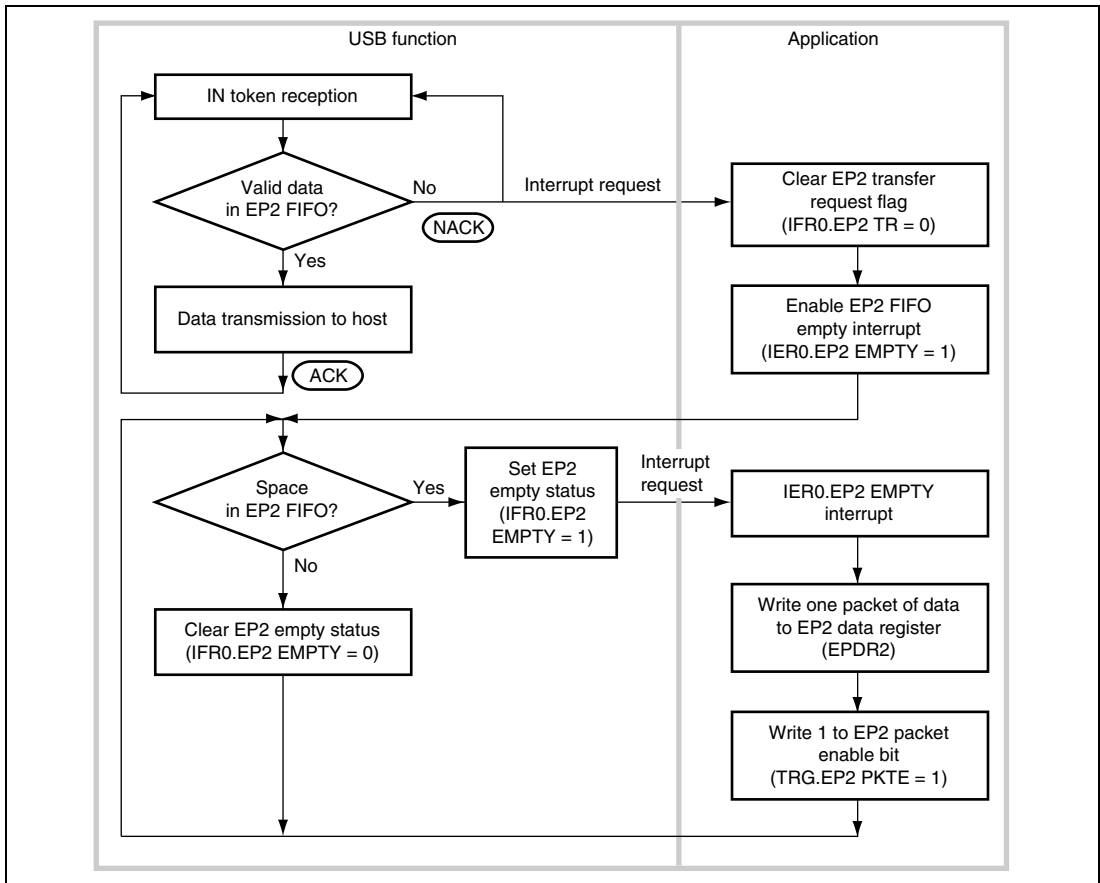 USB function
Application
IN token reception
Valid data
in EP2 FIFO?
No
NACK
Interrupt request
Clear EP2 transfer
request flag
(IFR0.EP2 TR = 0)
Yes
Data transmission to host
ACK
Enable EP2 FIFO
empty interrupt
(IER0.EP2 EMPTY = 1)
Space
in EP2 FIFO?
Yes
Set EP2
empty status
(IFR0.EP2
EMPTY = 1)
Interrupt
request
IER0.EP2 EMPTY
interrupt
No
Clear EP2 empty status
(IFR0.EP2 EMPTY = 0)
Write one packet of data
to EP2 data register
(EPDR2)
Write 1 to EP2 packet
enable bit
(TRG.EP2 PKTE = 1)